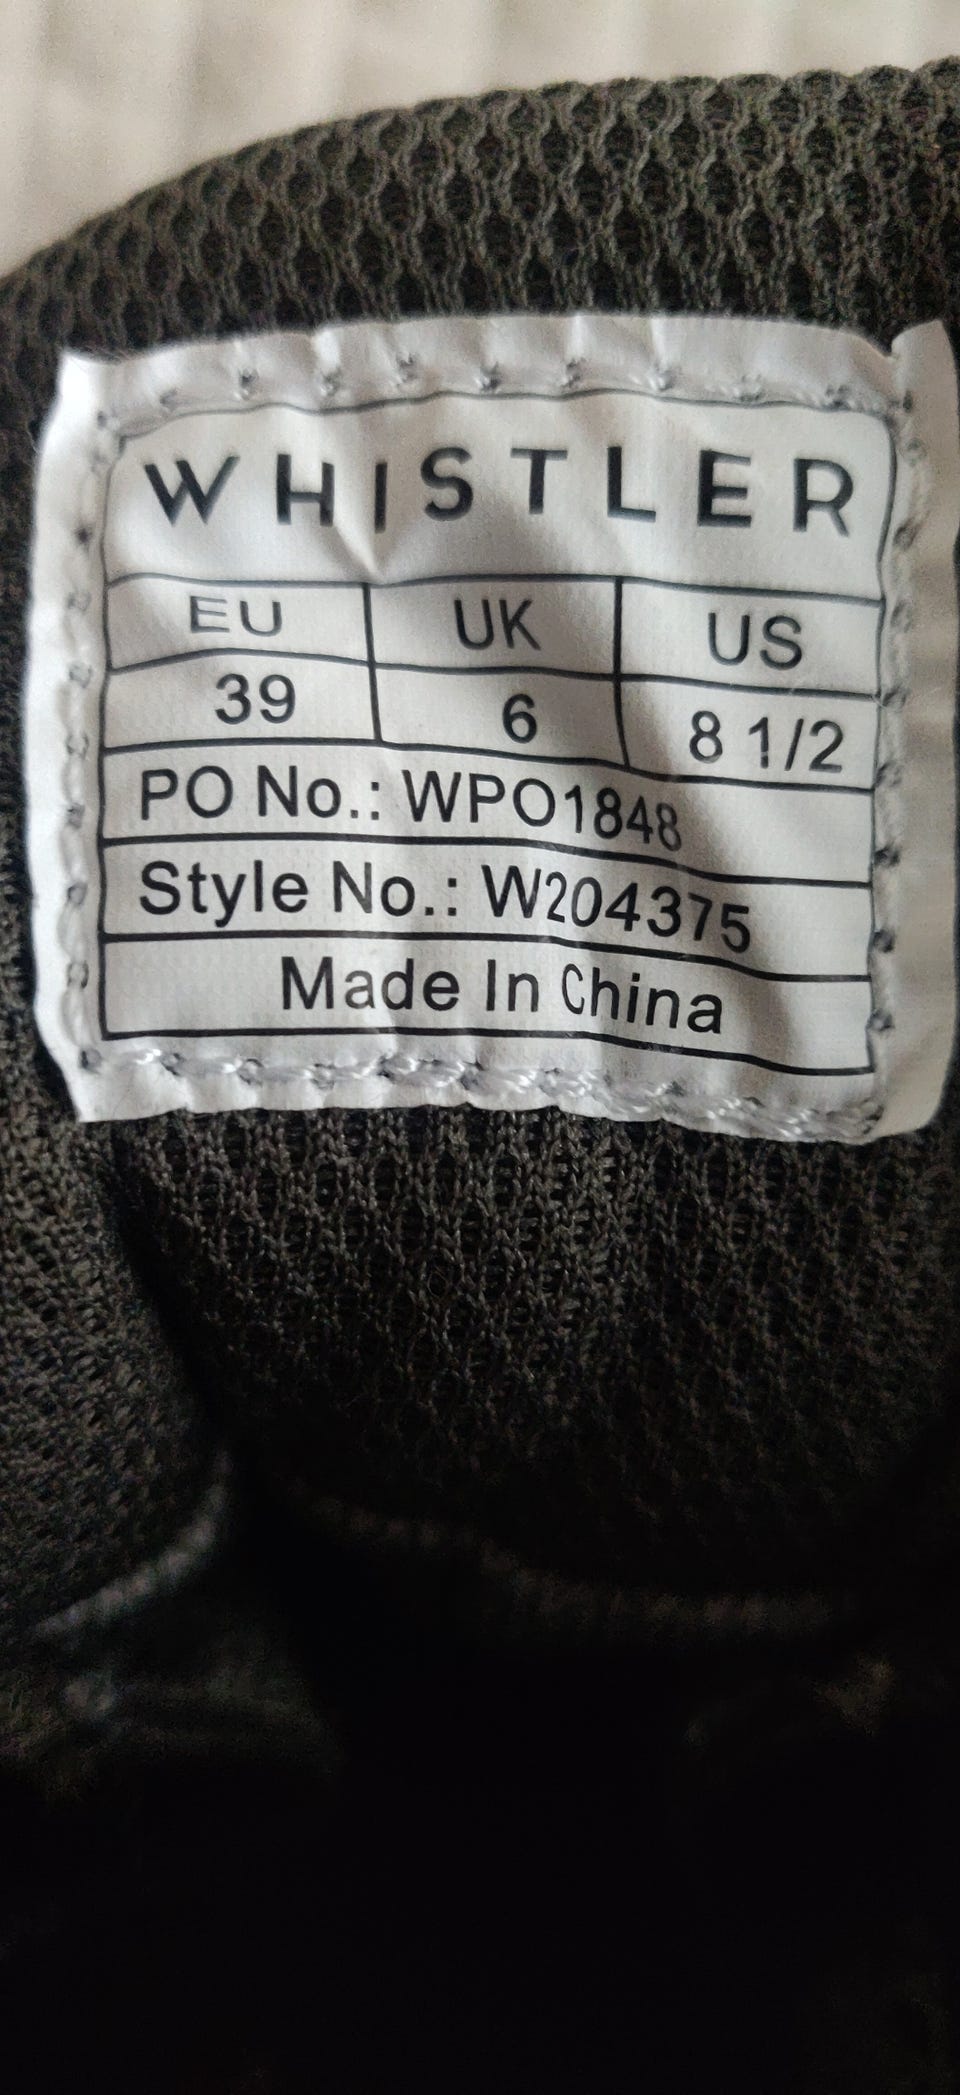 WHISTLER
EU UK US
39 6 8 1/2
PO No.: WPO1848
Style No.: W204375
Made In China